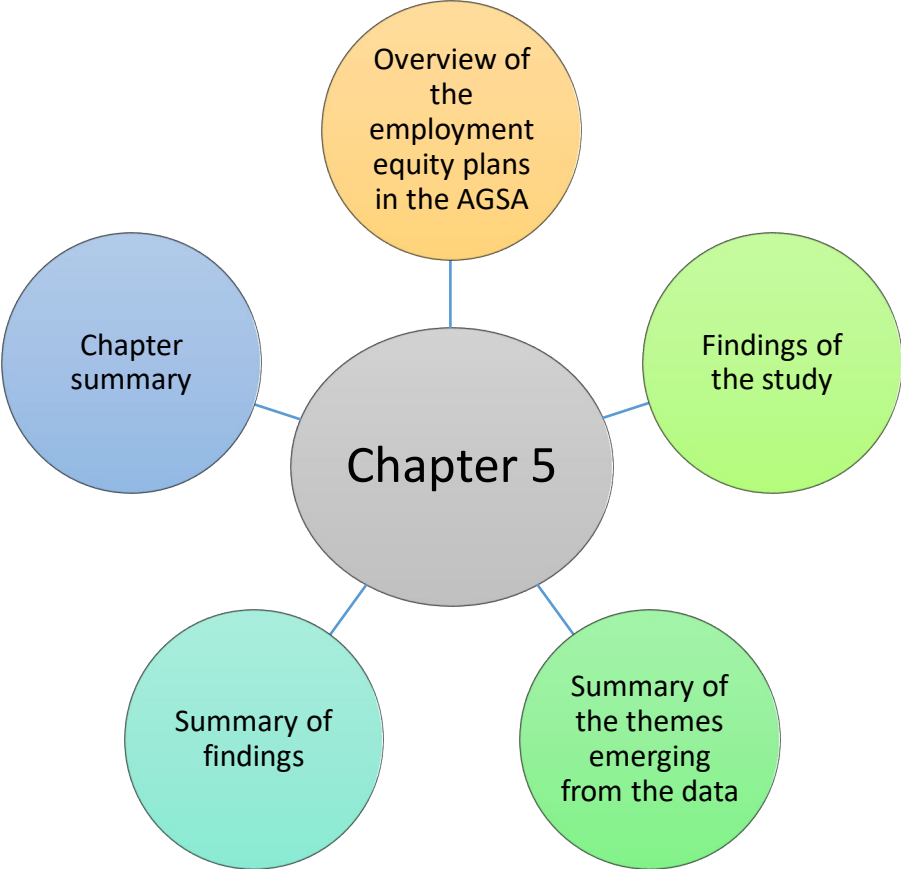 Overview of
the
employment
equity plans
in the AGSA
Chapter
summary
Findings of
the study
Chapter 5
Summary of
findings
Summary of
the themes
emerging
from the data